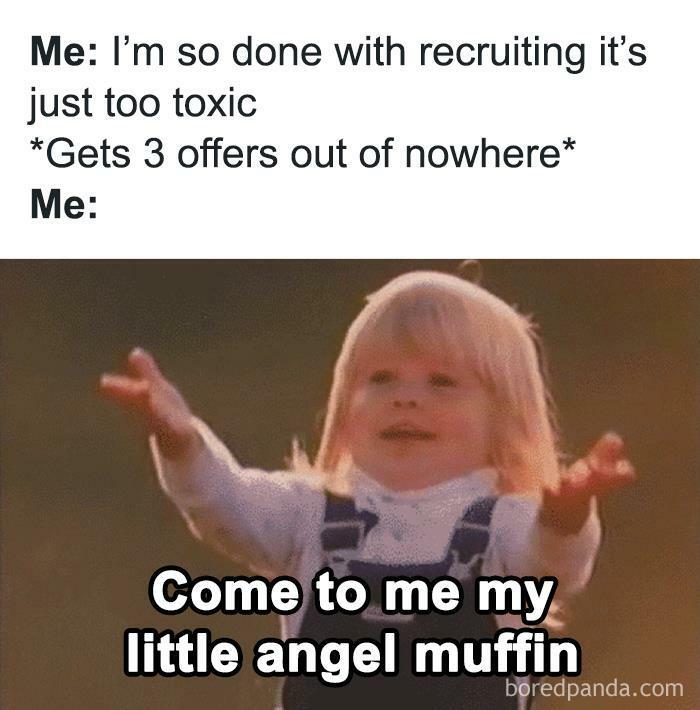 Me: I’m so done with recruiting it’s
just too toxic
*Gets 3 offers out of nowhere*
Me:
Come to me my
little angel muffin
boredpanda.com